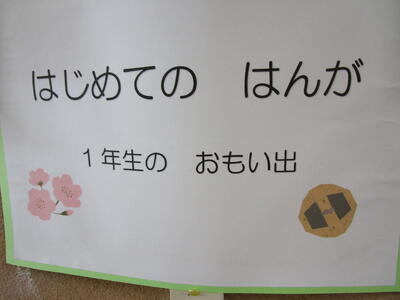 はじめての　はんが
１年生の　おもい出